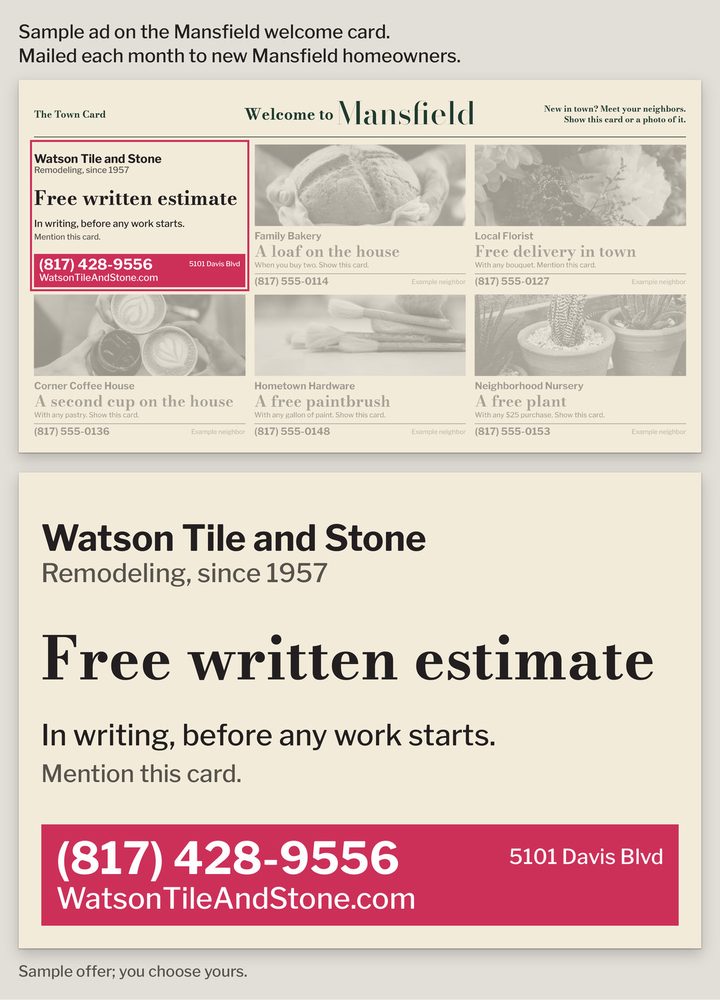 Sample ad on the Mansfield welcome card.
Mailed each month to new Mansfield homeowners.
The Town Card
Welcome to Mansfield
New in town? Meet your neighbors.
Show this card or a photo of it.
Watson Tile and Stone
Remodeling, since 1957
Free written estimate
In writing, before any work starts.
Mention this card.
(817) 428-9556
5101 Davis Blvd
WatsonTileAndStone.com
Family Bakery
A loaf on the house
When you buy two. Show this card.
(817) 555-0114
Example neighbor
Local Florist
Free delivery in town
With any bouquet. Mention this card.
(817) 555-0127
Example neighbor
Corner Coffee House
A second cup on the house
With any pastry. Show this card.
(817) 555-0136
Example neighbor
Hometown Hardware
A free paintbrush
With any gallon of paint. Show this card.
(817) 555-0148
Example neighbor
Neighborhood Nursery
A free plant
With any $25 purchase. Show this card.
(817) 555-0153
Example neighbor
Watson Tile and Stone
Remodeling, since 1957
Free written estimate
In writing, before any work starts.
Mention this card.
(817) 428-9556
5101 Davis Blvd
WatsonTileAndStone.com
Sample offer; you choose yours.